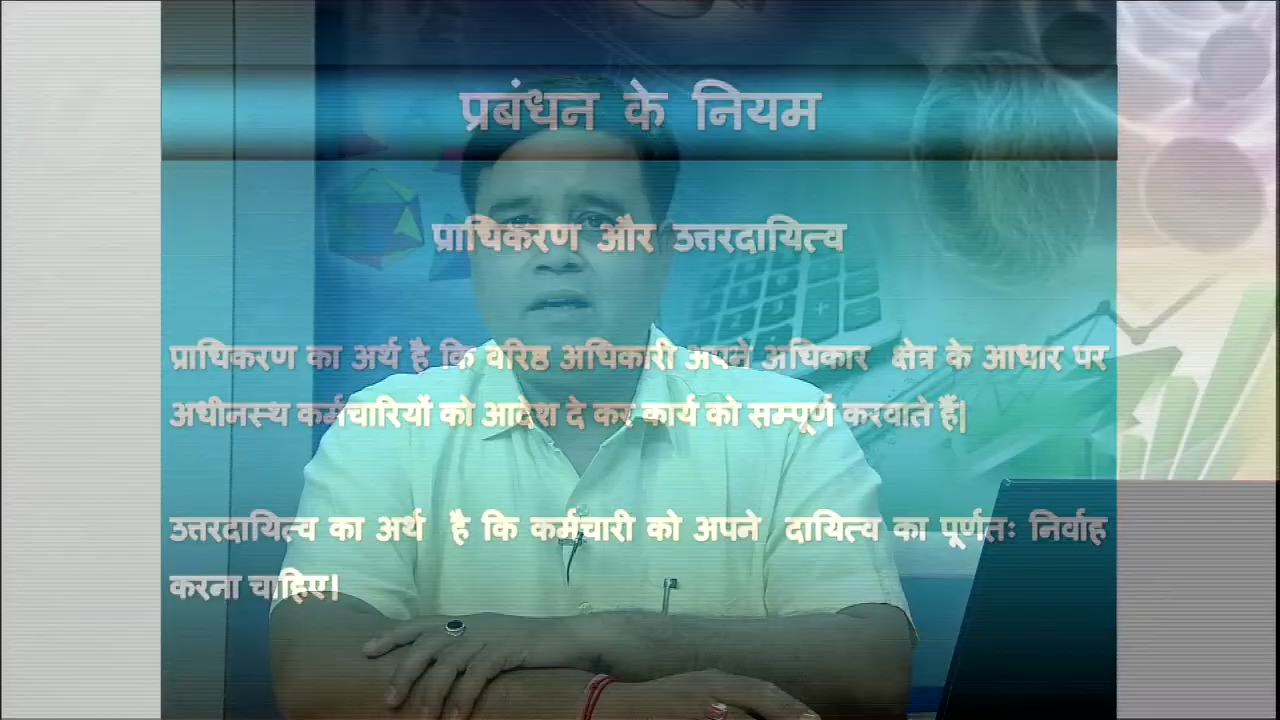 प्रबंधन के नियम
प्राधिकरण और उत्तरदायित्व
प्राधिकरण का अर्थ है कि वरिष्ठ अधिकारी अपने अधिकार क्षेत्र के आधार पर
अधीनस्थ कर्मचारियों को आदेश दे कर कार्य को सम्पूर्ण करवाते हैं|
उत्तरदायित्व का अर्थ है कि कर्मचारी को अपने दायित्व का पूर्णतः निर्वाह
करना चाहिए।